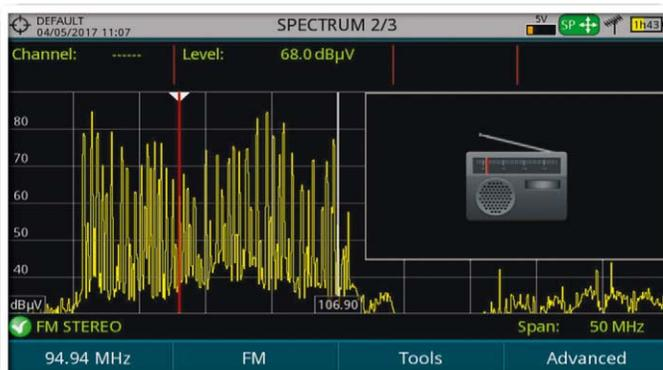 DEFAULT
04/05/2017 11:07
SPECTRUM 2/3
5V
SP
1h43
Channel: ------ Level: 68.0 dBµV
80
70
60
50
40
dBµV
106.90
FM STEREO
Span: 50 MHz
94.94 MHz FM Tools Advanced